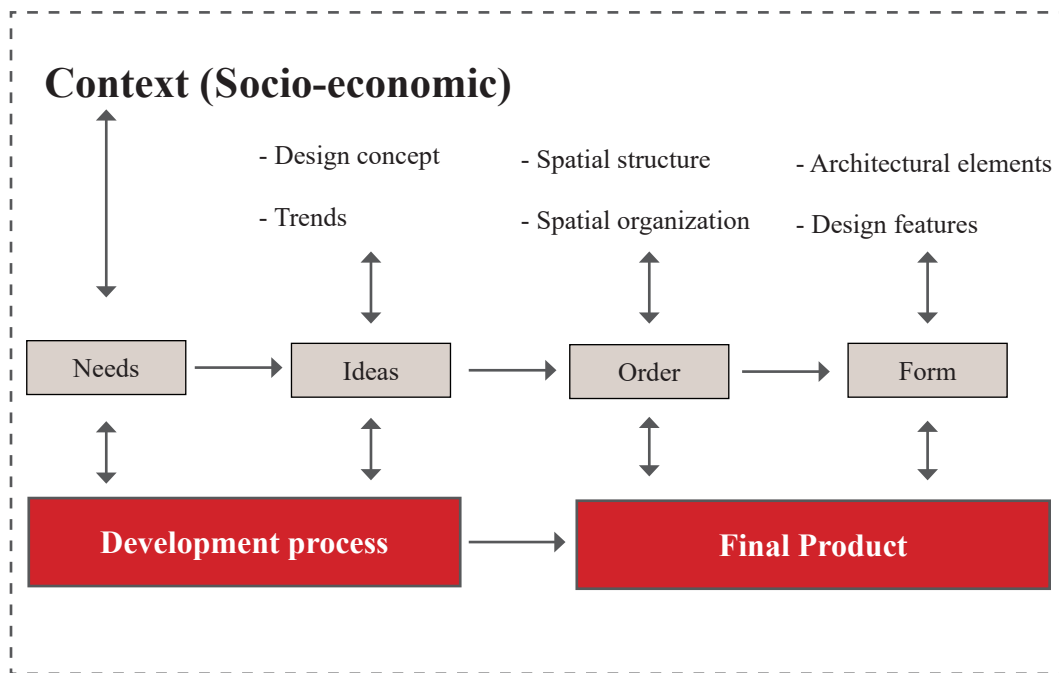 Context (Socio-economic)
- Design concept
- Trends
- Spatial structure
- Spatial organization
- Architectural elements
- Design features
Needs
Ideas
Order
Form
Development process
Final Product